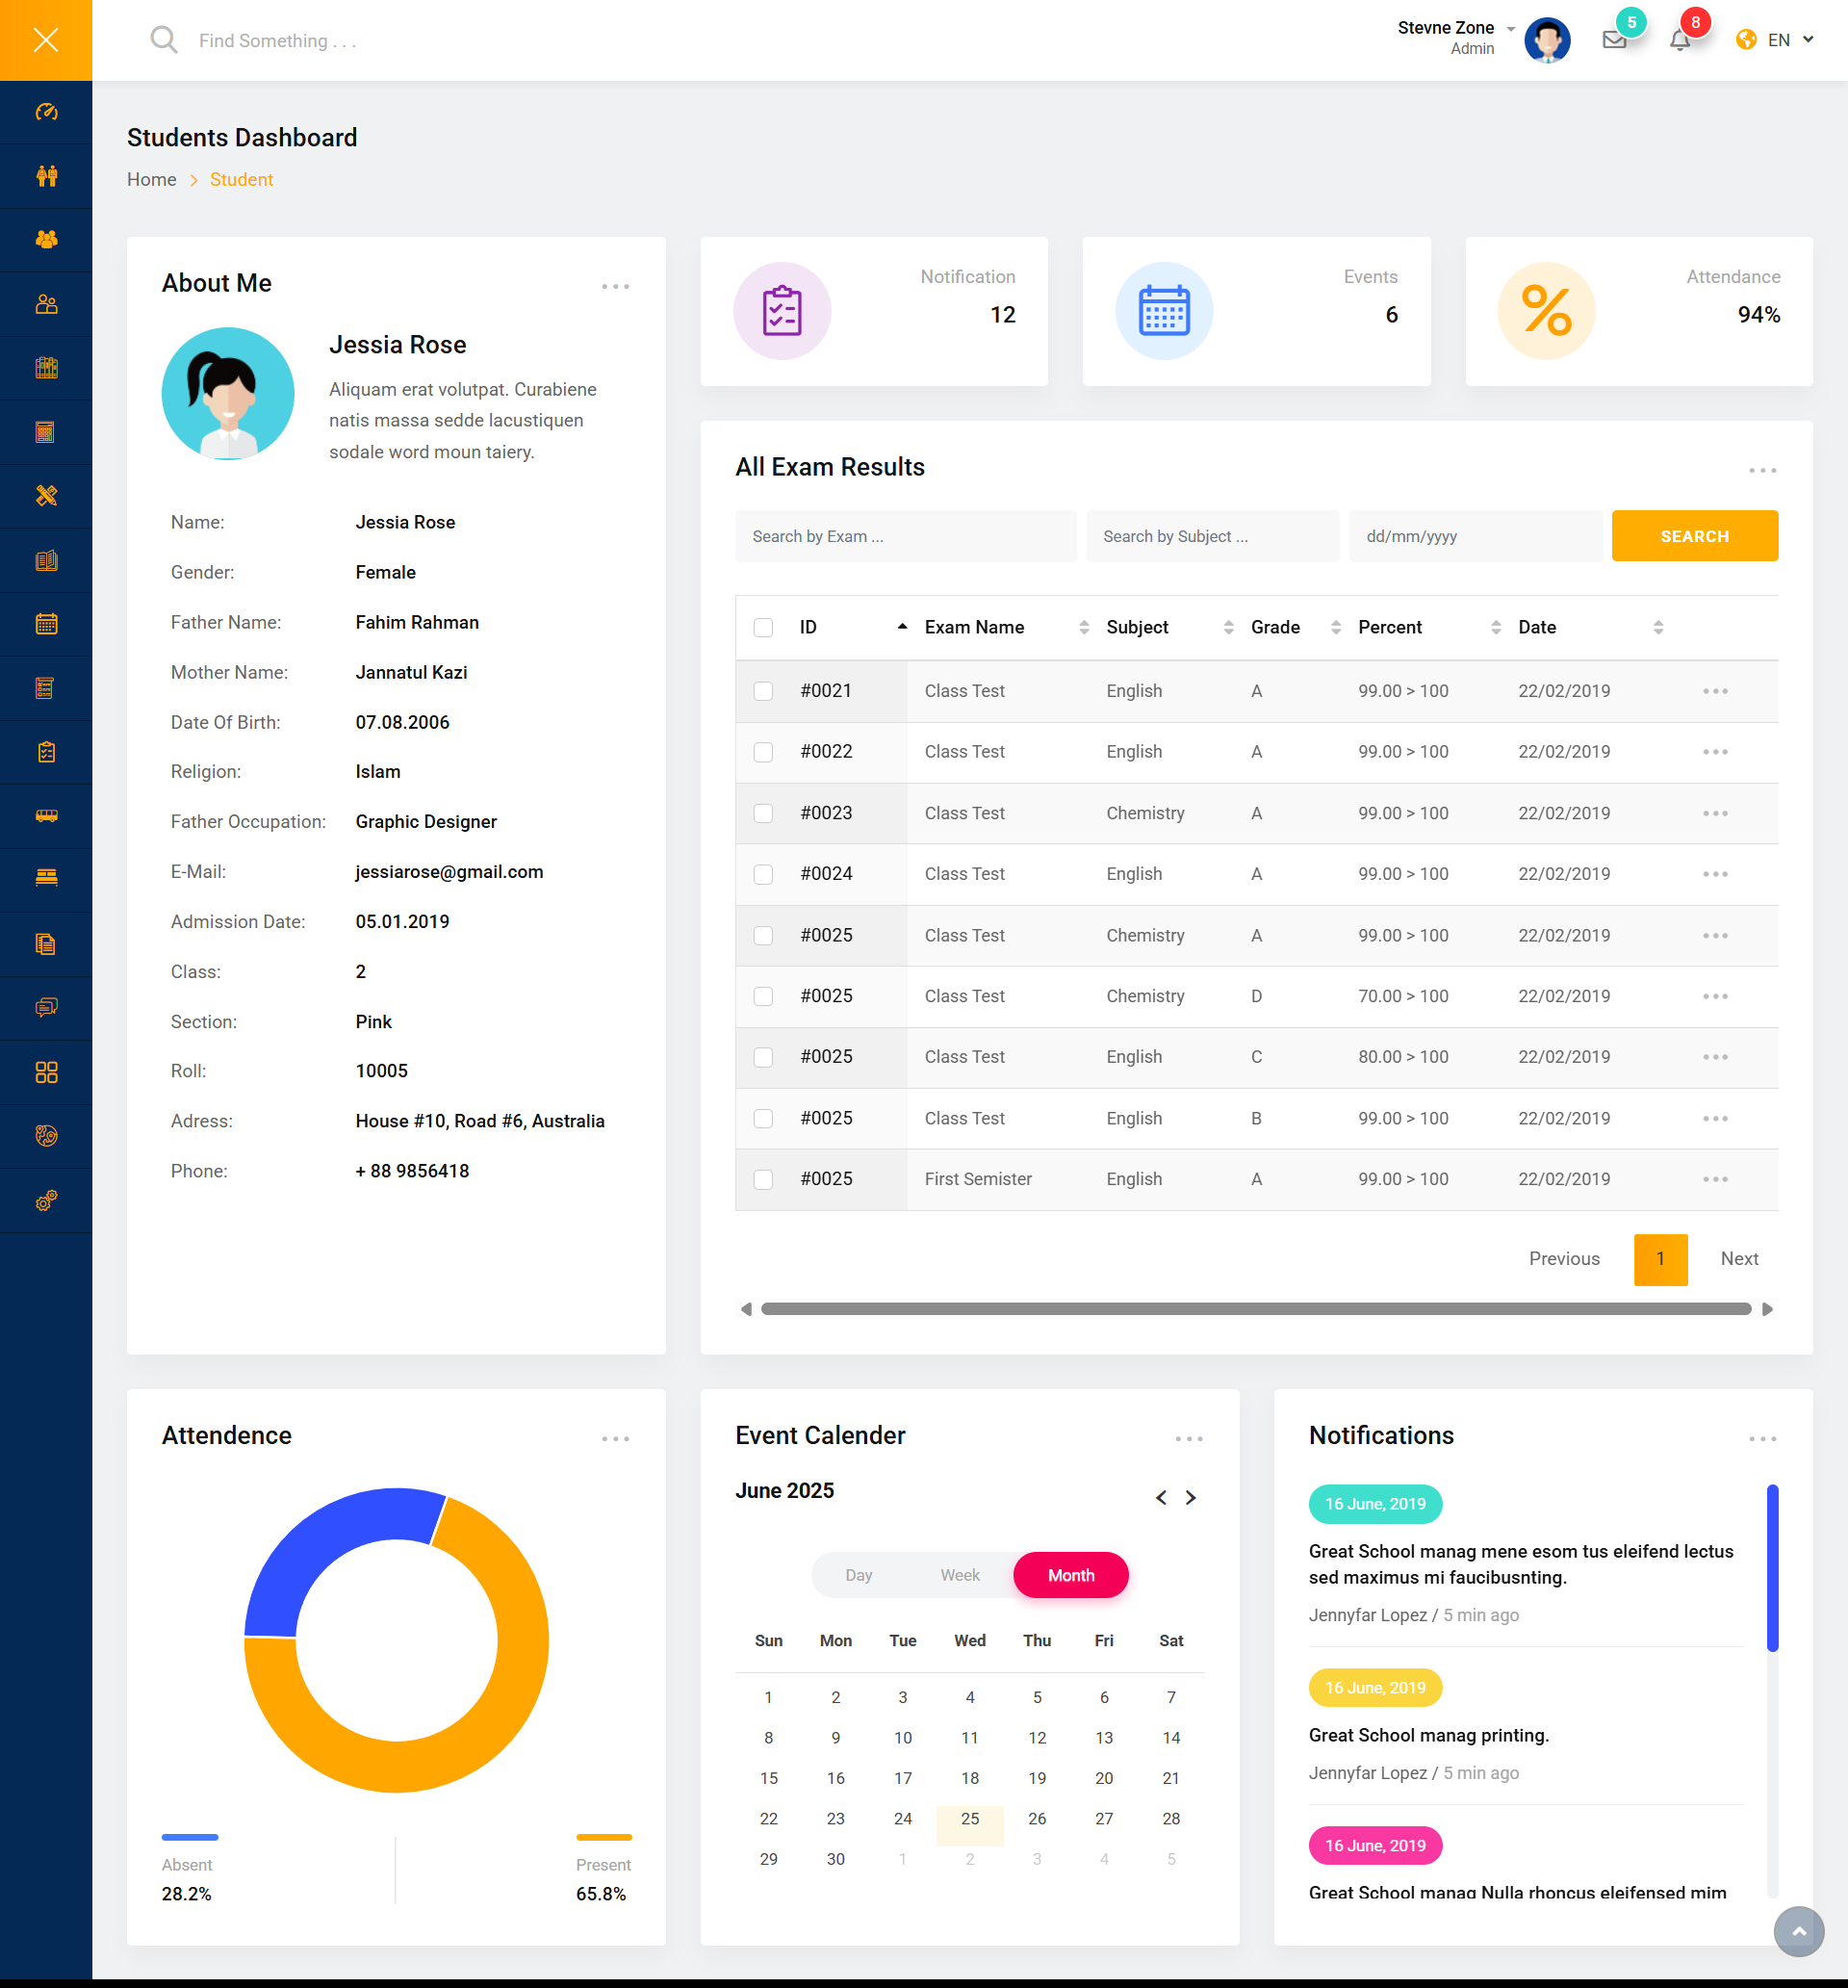 Find Something . . .
Stevne Zone
Admin
5
8
EN
Students Dashboard
Home
Student
About Me
Jessia Rose
Aliquam erat volutpat. Curabiene
natis massa sedde lacustiquen
sodale word moun taiery.
Name: Jessia Rose
Gender: Female
Father Name: Fahim Rahman
Mother Name: Jannatul Kazi
Date Of Birth: 07.08.2006
Religion: Islam
Father Occupation: Graphic Designer
E-Mail: jessiarose@gmail.com
Admission Date: 05.01.2019
Class: 2
Section: Pink
Roll: 10005
Adress: House #10, Road #6, Australia
Phone: + 88 9856418
Notification
12
Events
6
Attendance
94%
All Exam Results
Search by Exam ... Search by Subject ... dd/mm/yyyy SEARCH
ID Exam Name Subject Grade Percent Date
#0021 Class Test English A 99.00 > 100 22/02/2019
#0022 Class Test English A 99.00 > 100 22/02/2019
#0023 Class Test Chemistry A 99.00 > 100 22/02/2019
#0024 Class Test English A 99.00 > 100 22/02/2019
#0025 Class Test Chemistry A 99.00 > 100 22/02/2019
#0025 Class Test Chemistry D 70.00 > 100 22/02/2019
#0025 Class Test English C 80.00 > 100 22/02/2019
#0025 Class Test English B 99.00 > 100 22/02/2019
#0025 First Semister English A 99.00 > 100 22/02/2019
Previous 1 Next
Attendence
Absent
28.2%
Present
65.8%
Event Calender
June 2025
Day Week Month
Sun Mon Tue Wed Thu Fri Sat
1 2 3 4 5 6 7
8 9 10 11 12 13 14
15 16 17 18 19 20 21
22 23 24 25 26 27 28
29 30 1 2 3 4 5
Notifications
16 June, 2019
Great School manag mene esom tus eleifend lectus
sed maximus mi faucibusnting.
Jennyfar Lopez / 5 min ago
16 June, 2019
Great School manag printing.
Jennyfar Lopez / 5 min ago
16 June, 2019
Great School manag Nulla rhoncus eleifensed mim